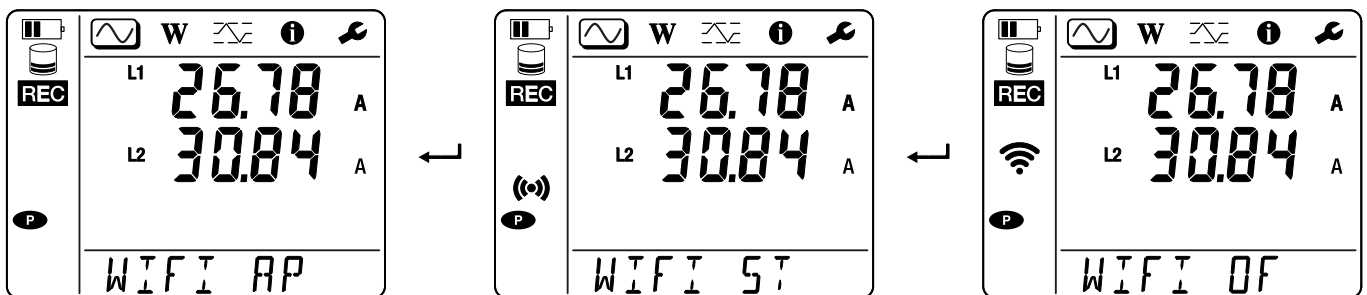 W
REC
L1 26.78 A
L2 30.84 A
P
WIFI AP
W
REC
L1 26.78 A
L2 30.84 A
P
WIFI ST
W
REC
L1 26.78 A
L2 30.84 A
P
WIFI OF